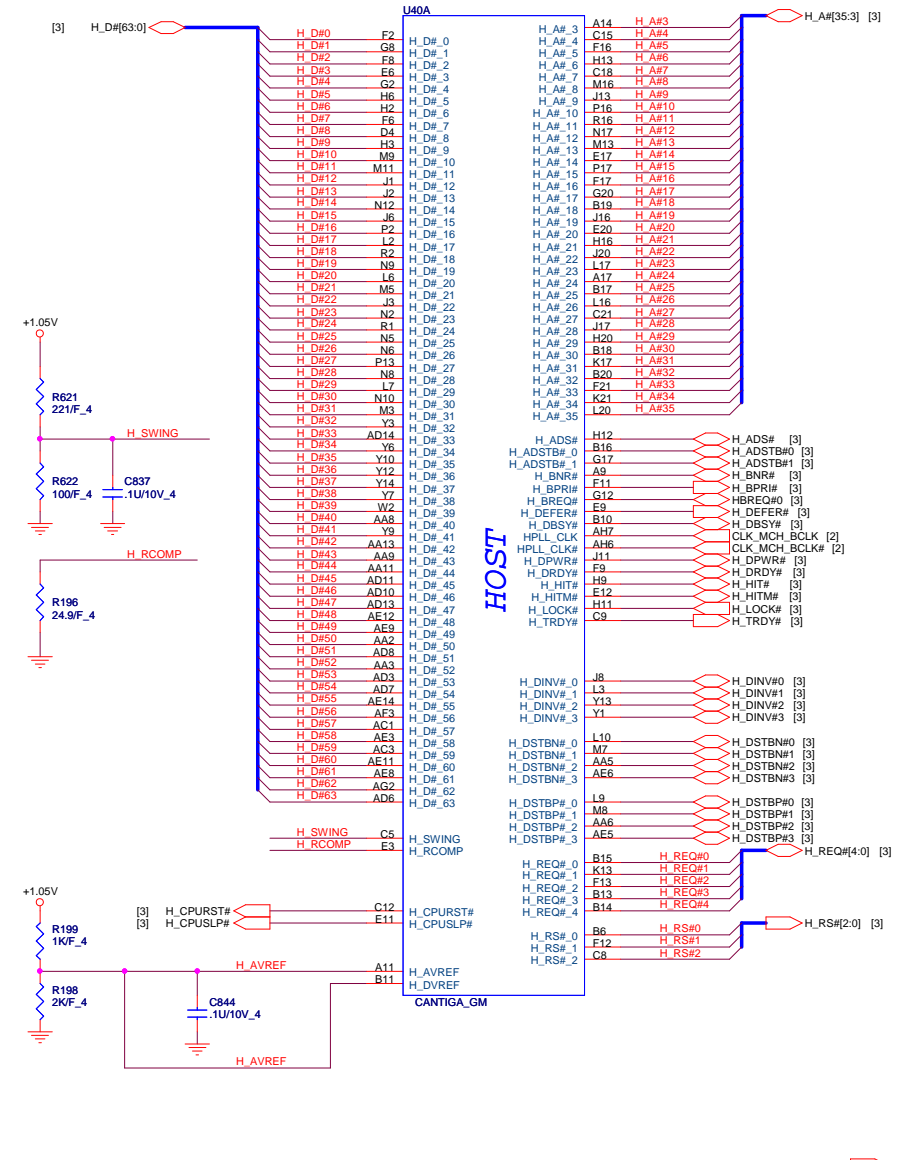 U40A
[3] H_D#[63:0]
H_A#[35:3] [3]
H_D#0 F2 H_D#_0
H_D#1 G8 H_D#_1
H_D#2 F8 H_D#_2
H_D#3 E6 H_D#_3
H_D#4 G2 H_D#_4
H_D#5 H6 H_D#_5
H_D#6 H2 H_D#_6
H_D#7 F6 H_D#_7
H_D#8 D4 H_D#_8
H_D#9 H3 H_D#_9
H_D#10 M9 H_D#_10
H_D#11 M11 H_D#_11
H_D#12 J1 H_D#_12
H_D#13 J2 H_D#_13
H_D#14 N12 H_D#_14
H_D#15 J6 H_D#_15
H_D#16 P2 H_D#_16
H_D#17 L2 H_D#_17
H_D#18 R2 H_D#_18
H_D#19 N9 H_D#_19
H_D#20 L6 H_D#_20
H_D#21 M5 H_D#_21
H_D#22 J3 H_D#_22
H_D#23 N2 H_D#_23
H_D#24 R1 H_D#_24
H_D#25 N5 H_D#_25
H_D#26 N6 H_D#_26
H_D#27 P13 H_D#_27
H_D#28 N8 H_D#_28
H_D#29 L7 H_D#_29
H_D#30 N10 H_D#_30
H_D#31 M3 H_D#_31
H_D#32 Y3 H_D#_32
H_D#33 AD14 H_D#_33
H_D#34 Y6 H_D#_34
H_D#35 Y10 H_D#_35
H_D#36 Y12 H_D#_36
H_D#37 Y14 H_D#_37
H_D#38 Y7 H_D#_38
H_D#39 W2 H_D#_39
H_D#40 AA8 H_D#_40
H_D#41 Y9 H_D#_41
H_D#42 AA13 H_D#_42
H_D#43 AA9 H_D#_43
H_D#44 AA11 H_D#_44
H_D#45 AD11 H_D#_45
H_D#46 AD10 H_D#_46
H_D#47 AD13 H_D#_47
H_D#48 AE12 H_D#_48
H_D#49 AE9 H_D#_49
H_D#50 AA2 H_D#_50
H_D#51 AD8 H_D#_51
H_D#52 AA3 H_D#_52
H_D#53 AD3 H_D#_53
H_D#54 AD7 H_D#_54
H_D#55 AE14 H_D#_55
H_D#56 AF3 H_D#_56
H_D#57 AC1 H_D#_57
H_D#58 AE3 H_D#_58
H_D#59 AC3 H_D#_59
H_D#60 AE11 H_D#_60
H_D#61 AE8 H_D#_61
H_D#62 AG2 H_D#_62
H_D#63 AD6 H_D#_63
H_SWING C5 H_SWING
H_RCOMP E3 H_RCOMP
[3] H_CPURST# C12 H_CPURST#
[3] H_CPUSLP# E11 H_CPUSLP#
H_AVREF A11 H_AVREF
B11 H_DVREF
H_AVREF
CANTIGA_GM
HOST
H_A#_3 A14 H_A#3
H_A#_4 C15 H_A#4
H_A#_5 F16 H_A#5
H_A#_6 H13 H_A#6
H_A#_7 C18 H_A#7
H_A#_8 M16 H_A#8
H_A#_9 J13 H_A#9
H_A#_10 P16 H_A#10
H_A#_11 R16 H_A#11
H_A#_12 N17 H_A#12
H_A#_13 M13 H_A#13
H_A#_14 E17 H_A#14
H_A#_15 P17 H_A#15
H_A#_16 F17 H_A#16
H_A#_17 G20 H_A#17
H_A#_18 B19 H_A#18
H_A#_19 J16 H_A#19
H_A#_20 E20 H_A#20
H_A#_21 H16 H_A#21
H_A#_22 J20 H_A#22
H_A#_23 L17 H_A#23
H_A#_24 A17 H_A#24
H_A#_25 B17 H_A#25
H_A#_26 L16 H_A#26
H_A#_27 C21 H_A#27
H_A#_28 J17 H_A#28
H_A#_29 H20 H_A#29
H_A#_30 B18 H_A#30
H_A#_31 K17 H_A#31
H_A#_32 B20 H_A#32
H_A#_33 F21 H_A#33
H_A#_34 K21 H_A#34
H_A#_35 L20 H_A#35
H_ADS# H12 H_ADS# [3]
H_ADSTB#_0 B16 H_ADSTB#0 [3]
H_ADSTB#_1 G17 H_ADSTB#1 [3]
H_BNR# A9 H_BNR# [3]
H_BPRI# F11 H_BPRI# [3]
H_BREQ# G12 HBREQ#0 [3]
H_DEFER# E9 H_DEFER# [3]
H_DBSY# B10 H_DBSY# [3]
HPLL_CLK AH7 CLK_MCH_BCLK [2]
HPLL_CLK# AH6 CLK_MCH_BCLK# [2]
H_DPWR# J11 H_DPWR# [3]
H_DRDY# F9 H_DRDY# [3]
H_HIT# H9 H_HIT# [3]
H_HITM# E12 H_HITM# [3]
H_LOCK# H11 H_LOCK# [3]
H_TRDY# C9 H_TRDY# [3]
H_DINV#_0 J8 H_DINV#0 [3]
H_DINV#_1 L3 H_DINV#1 [3]
H_DINV#_2 Y13 H_DINV#2 [3]
H_DINV#_3 Y1 H_DINV#3 [3]
H_DSTBN#_0 L10 H_DSTBN#0 [3]
H_DSTBN#_1 M7 H_DSTBN#1 [3]
H_DSTBN#_2 AA5 H_DSTBN#2 [3]
H_DSTBN#_3 AE6 H_DSTBN#3 [3]
H_DSTBP#_0 L9 H_DSTBP#0 [3]
H_DSTBP#_1 M8 H_DSTBP#1 [3]
H_DSTBP#_2 AA6 H_DSTBP#2 [3]
H_DSTBP#_3 AE5 H_DSTBP#3 [3]
H_REQ#_0 B15 H_REQ#0
H_REQ#[4:0] [3]
H_REQ#_1 K13 H_REQ#1
H_REQ#_2 F13 H_REQ#2
H_REQ#_3 B13 H_REQ#3
H_REQ#_4 B14 H_REQ#4
H_RS#[2:0] [3]
H_RS#_0 B6 H_RS#0
H_RS#_1 F12 H_RS#1
H_RS#_2 C8 H_RS#2
+1.05V
R621
221/F_4
H_SWING
R622
100/F_4
C837
.1U/10V_4
H_RCOMP
R196
24.9/F_4
+1.05V
R199
1K/F_4
R198
2K/F_4
C844
.1U/10V_4